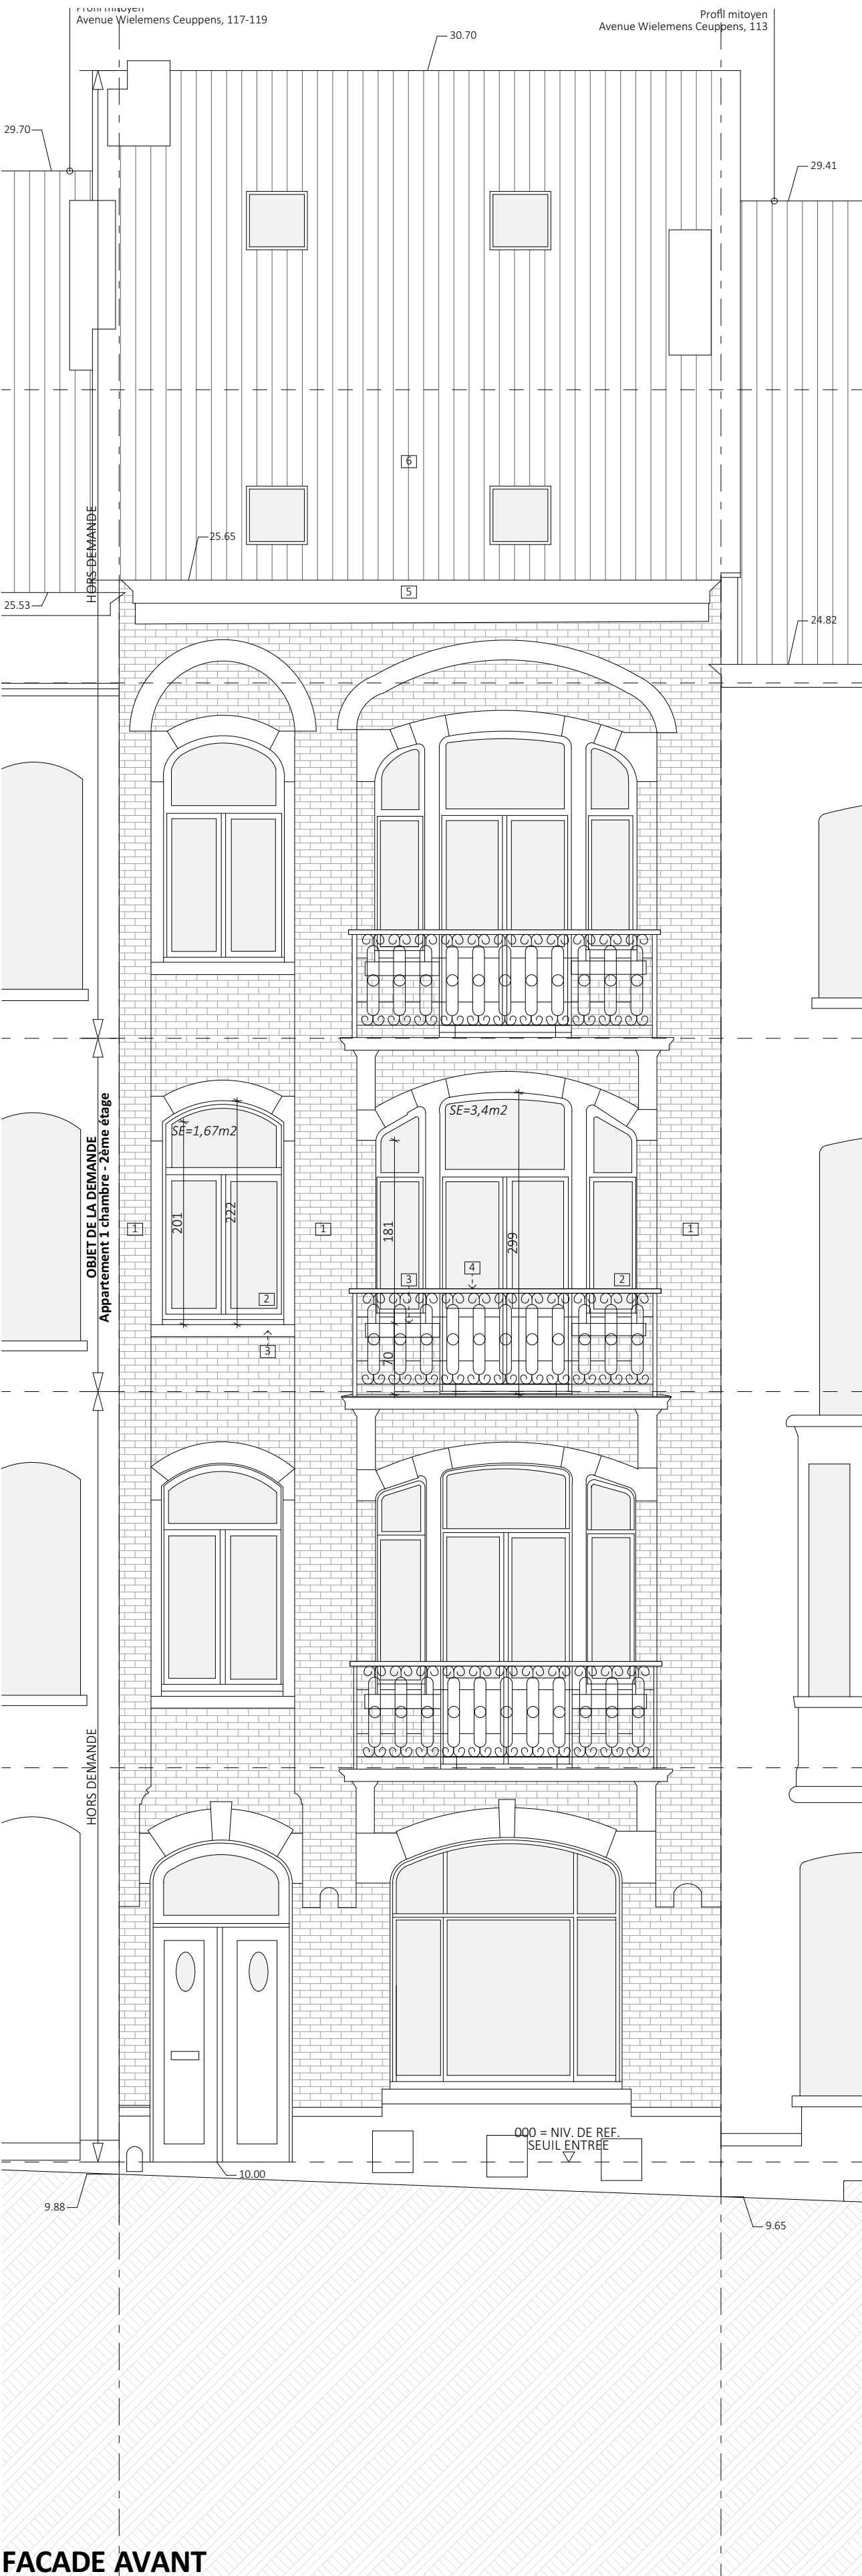 Profil mitoyen
Avenue Wielemens Ceuppens, 117-119
Profil mitoyen
Avenue Wielemens Ceuppens, 113
30.70
29.70
29.41
6
HORS DEMANDE
25.65
5
25.53
24.82
OBJET DE LA DEMANDE
Appartement 1 chambre - 2ème étage
SE=1,67m2
SE=3,4m2
201
222
181
299
1
1
1
2
3
4
2
3
70
HORS DEMANDE
000 = NIV. DE REF.
SEUIL ENTREE
10.00
9.88
9.65
FACADE AVANT